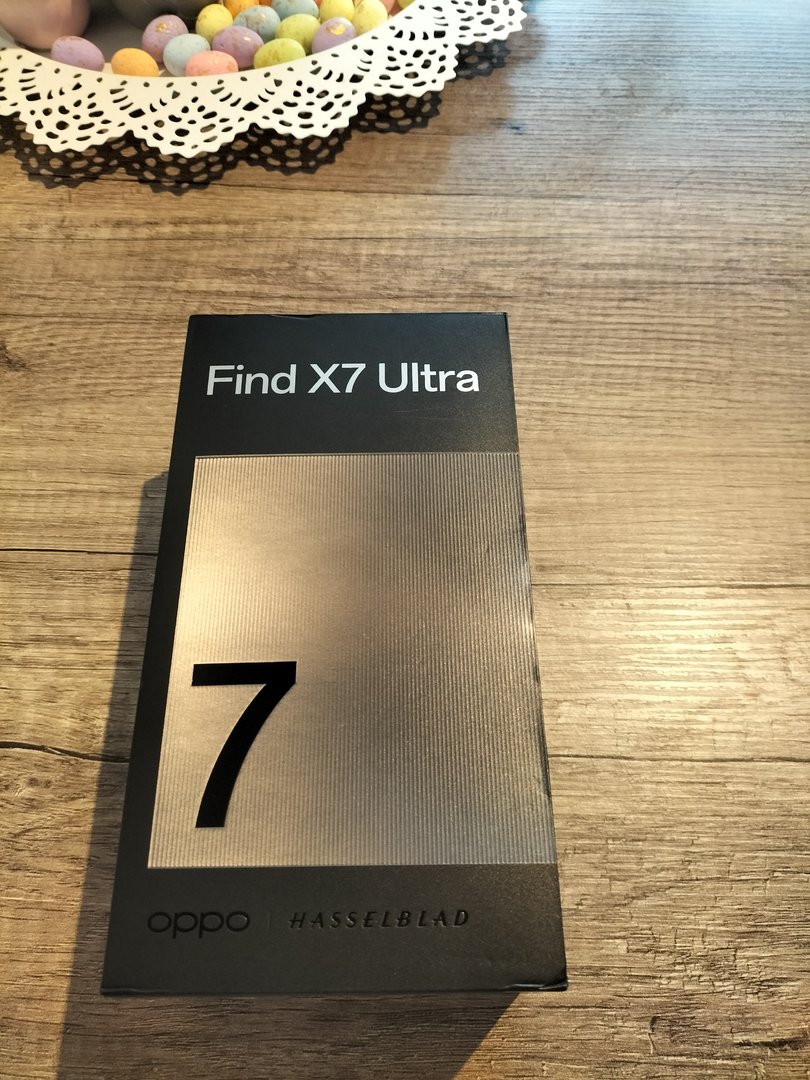 Find X7 Ultra
7
oppo | HASSELBLAD